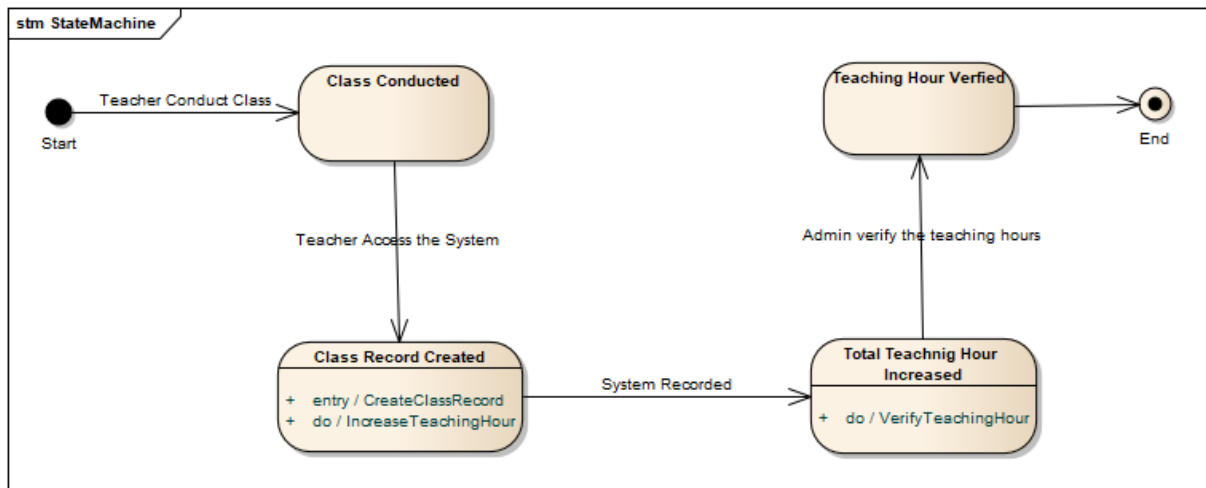 stm StateMachine
Start
Teacher Conduct Class
Class Conducted
Teacher Access the System
Class Record Created
+ entry / CreateClassRecord
+ do / IncreaseTeachingHour
System Recorded
Total Teachnig Hour
Increased
+ do / VerifyTeachingHour
Admin verify the teaching hours
Teaching Hour Verfied
End